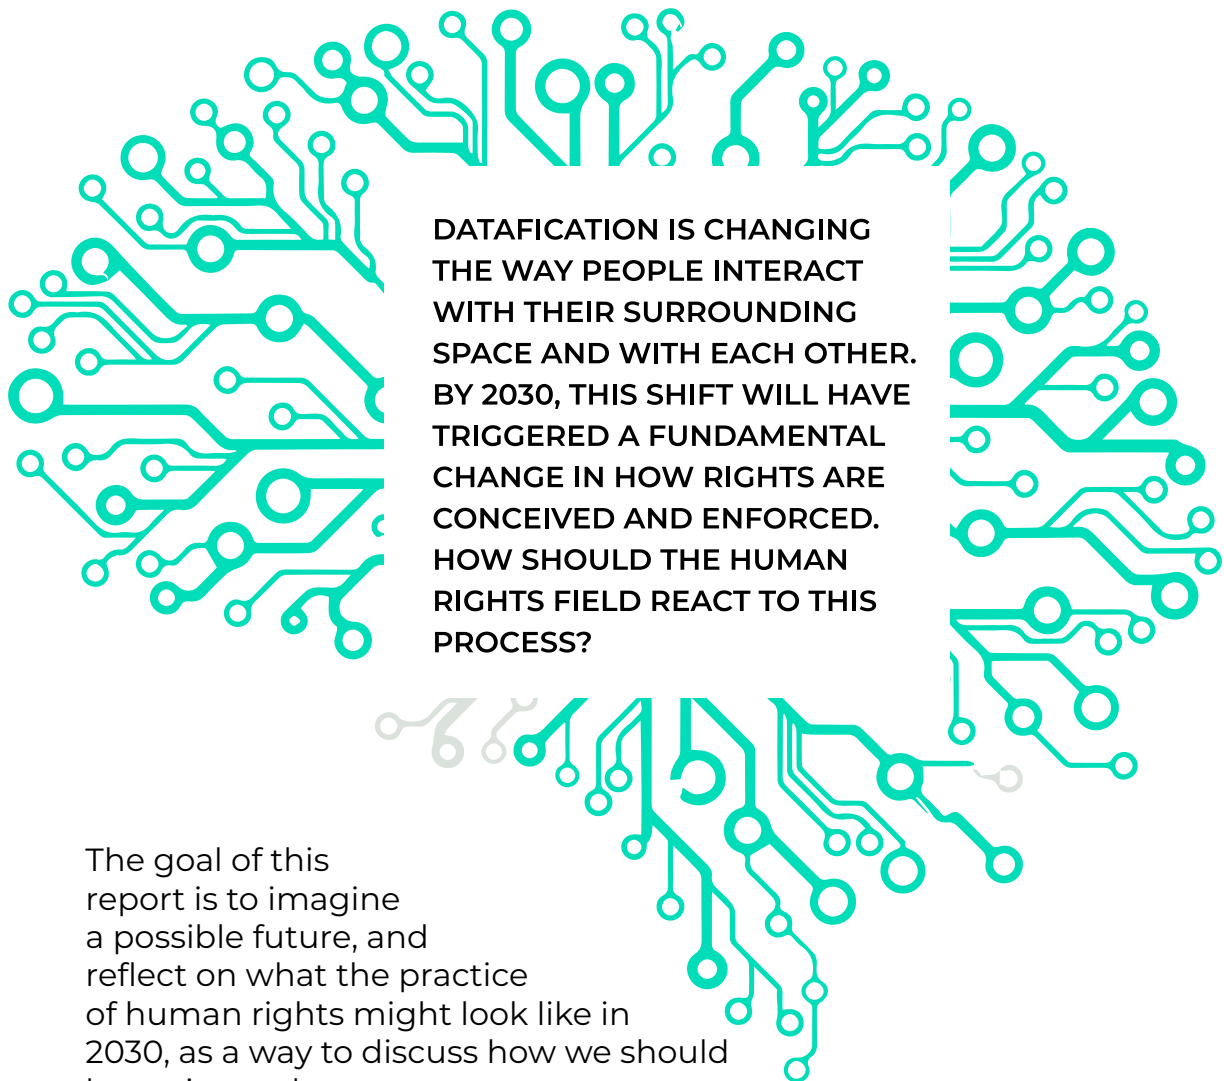 DATAFICATION IS CHANGING
THE WAY PEOPLE INTERACT
WITH THEIR SURROUNDING
SPACE AND WITH EACH OTHER.
BY 2030, THIS SHIFT WILL HAVE
TRIGGERED A FUNDAMENTAL
CHANGE IN HOW RIGHTS ARE
CONCEIVED AND ENFORCED.
HOW SHOULD THE HUMAN
RIGHTS FIELD REACT TO THIS
PROCESS?
The goal of this
report is to imagine
a possible future, and
reflect on what the practice
of human rights might look like in
2030, as a way to discuss how we should